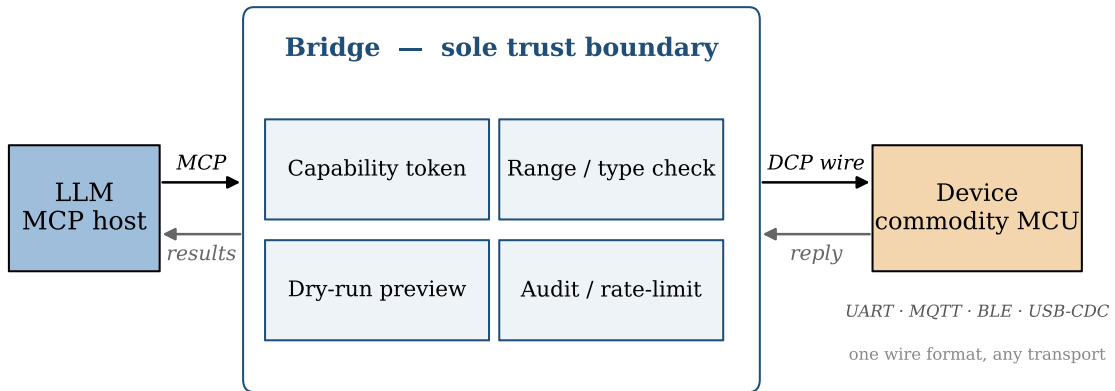 Bridge — sole trust boundary
LLM
MCP host
MCP
results
Capability token
Range / type check
Dry-run preview
Audit / rate-limit
DCP wire
reply
Device
commodity MCU
UART · MQTT · BLE · USB-CDC
one wire format, any transport